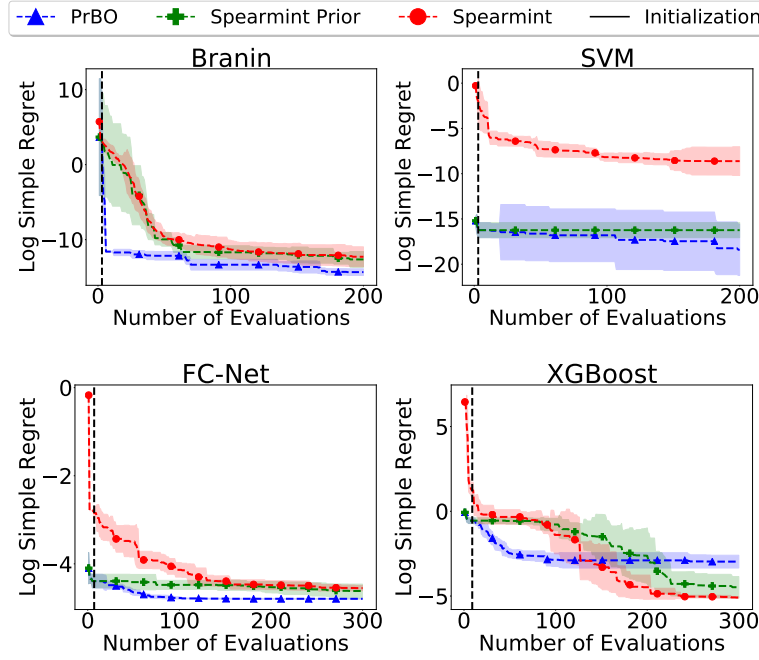 PrBO Spearmint Prior Spearmint Initialization
Branin
Log Simple Regret
10
0
−10
0 100 200
Number of Evaluations
SVM
Log Simple Regret
0
−5
−10
−15
−20
0 100 200
Number of Evaluations
FC-Net
Log Simple Regret
0
−2
−4
0 100 200 300
Number of Evaluations
XGBoost
Log Simple Regret
5
0
−5
0 100 200 300
Number of Evaluations